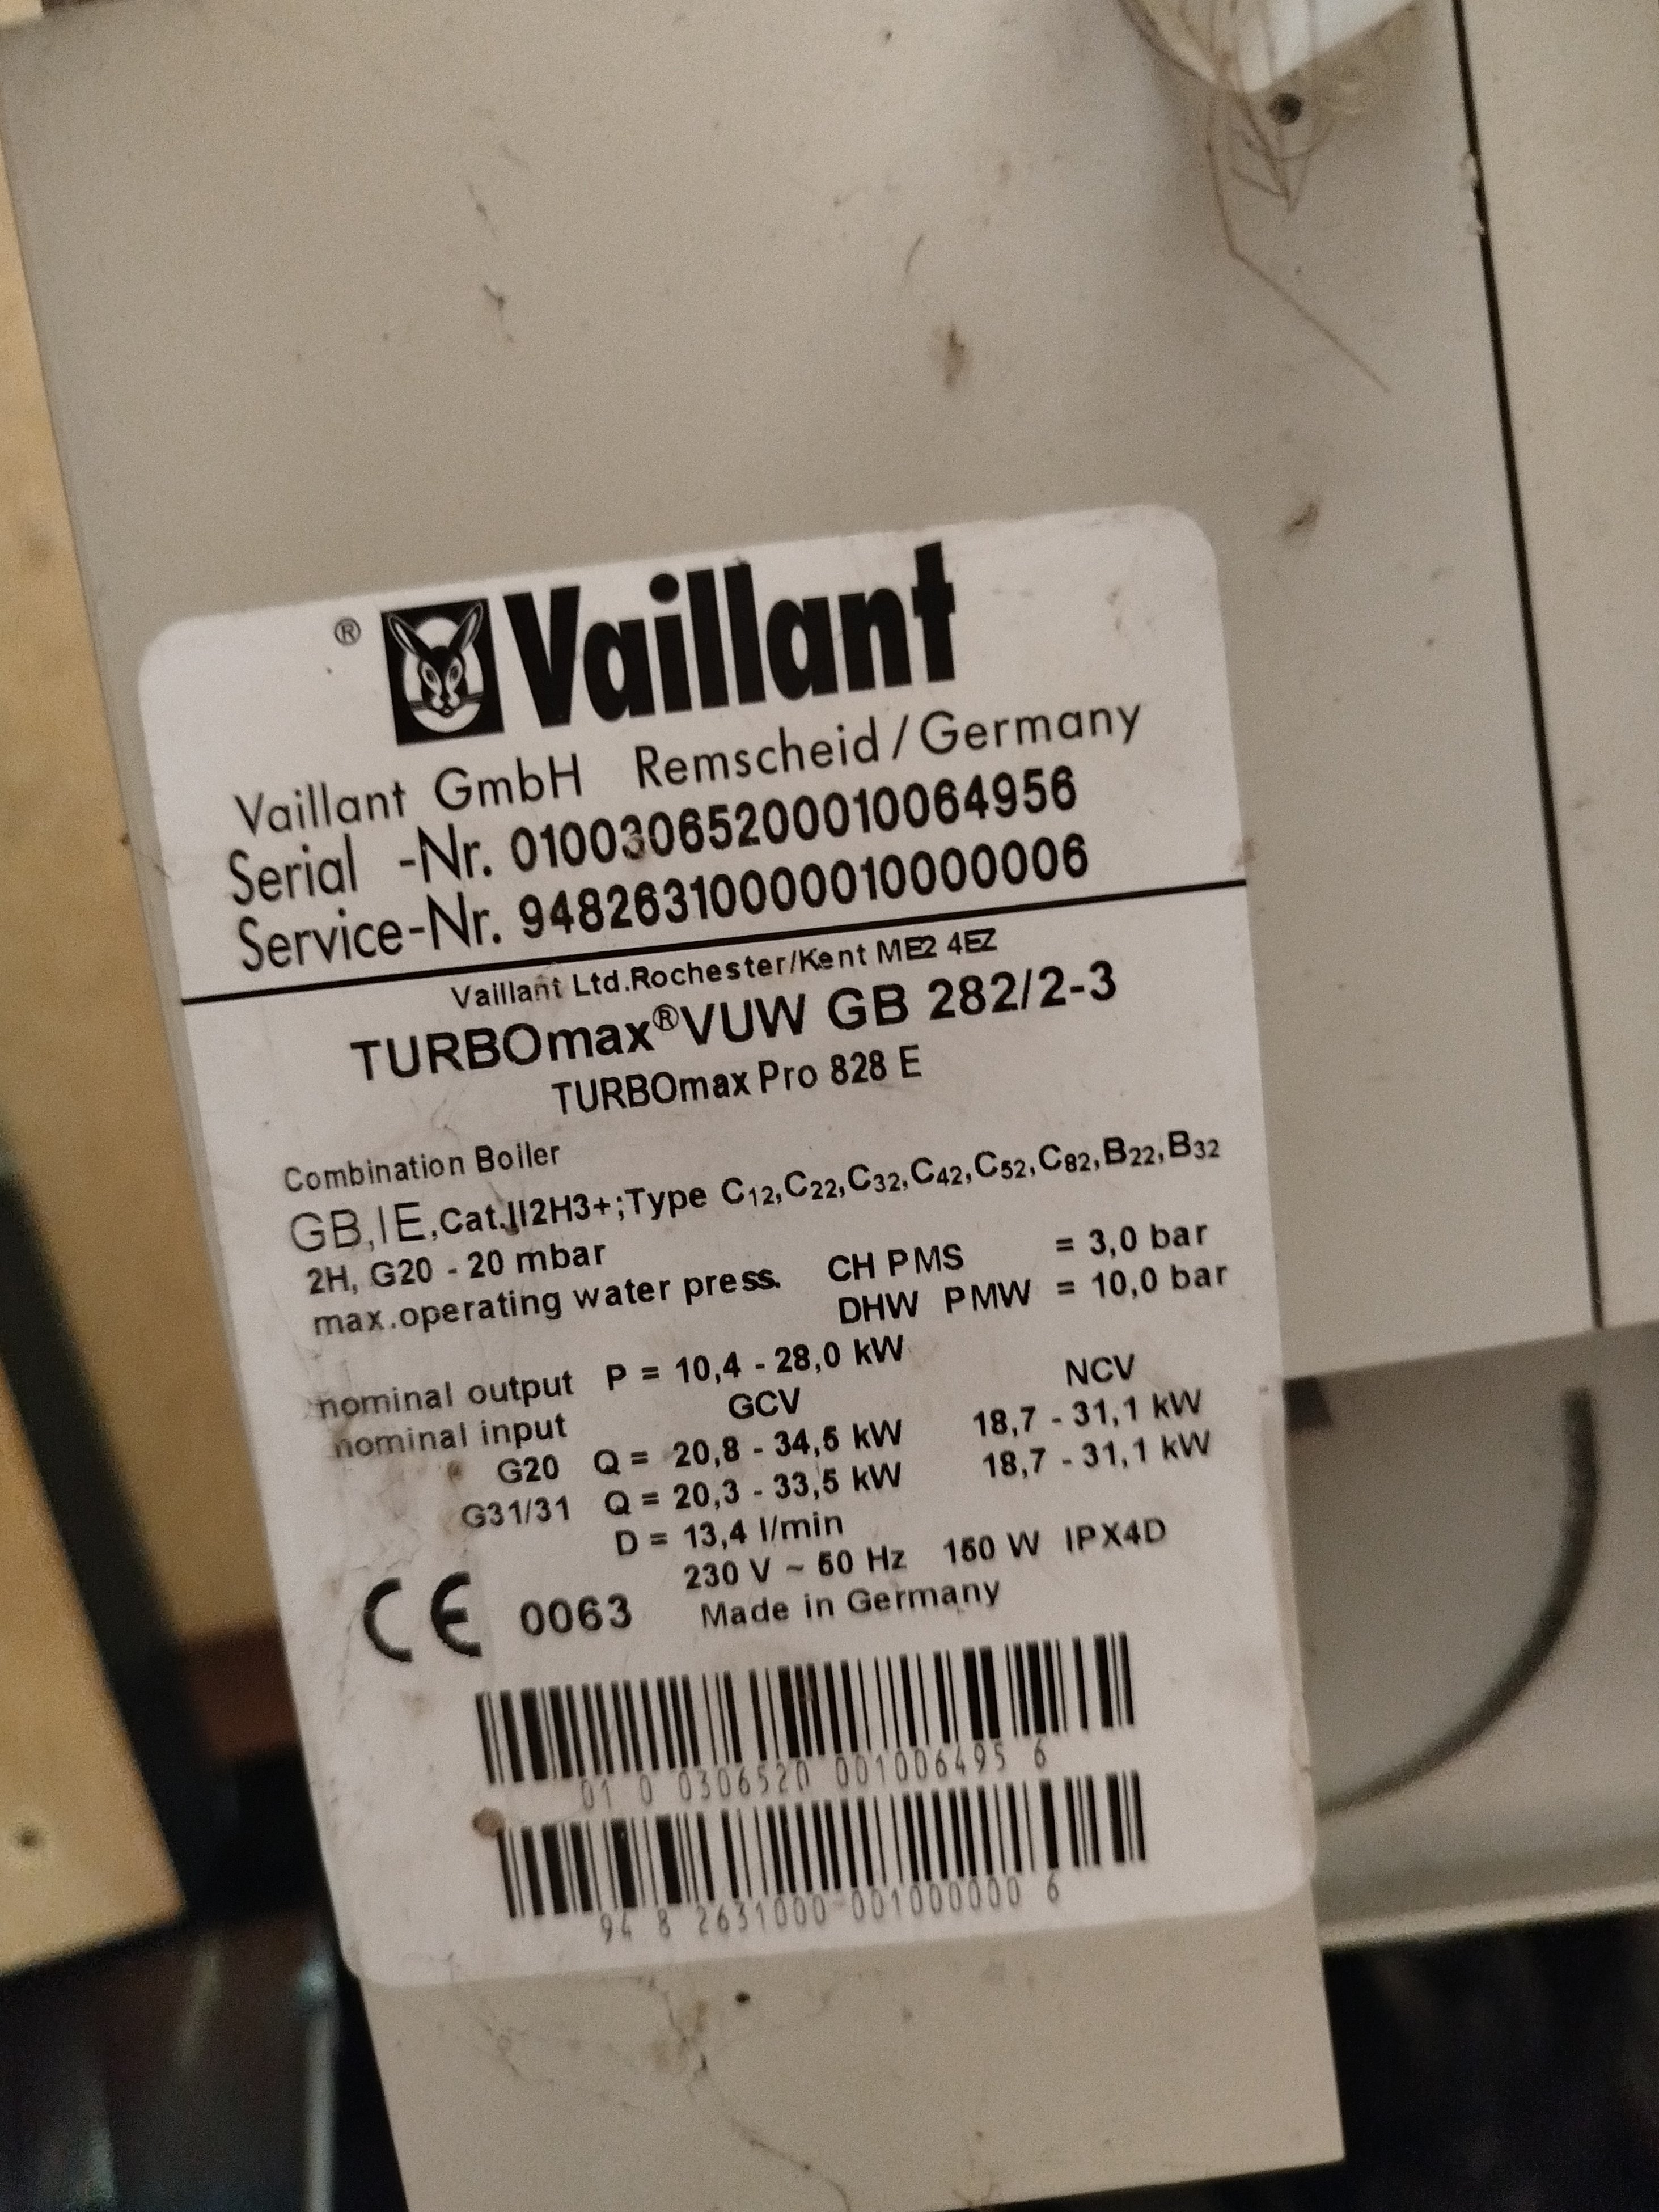 ® Vaillant
Vaillant GmbH Remscheid/Germany
Serial -Nr. 01003065200010064956
Service-Nr. 94826310000010000006
Vaillant Ltd.Rochester/Kent ME2 4EZ
TURBOmax®VUW GB 282/2-3
TURBOmax Pro 828 E
Combination Boiler
GB,IE,Cat.II2H3+;Type C12,C22,C32,C42,C52,C82,B22,B32
2H, G20 - 20 mbar
max.operating water press. CH PMS = 3,0 bar
DHW PMW = 10,0 bar
nominal output P = 10,4 - 28,0 kW
nominal input GCV NCV
G20 Q = 20,8 - 34,5 kW 18,7 - 31,1 kW
G31/31 Q = 20,3 - 33,5 kW 18,7 - 31,1 kW
D = 13,4 l/min
230 V ~ 50 Hz 150 W IPX4D
CE 0063 Made in Germany
01 0 0306520 001006495 6
94 8 2631000 001000000 6